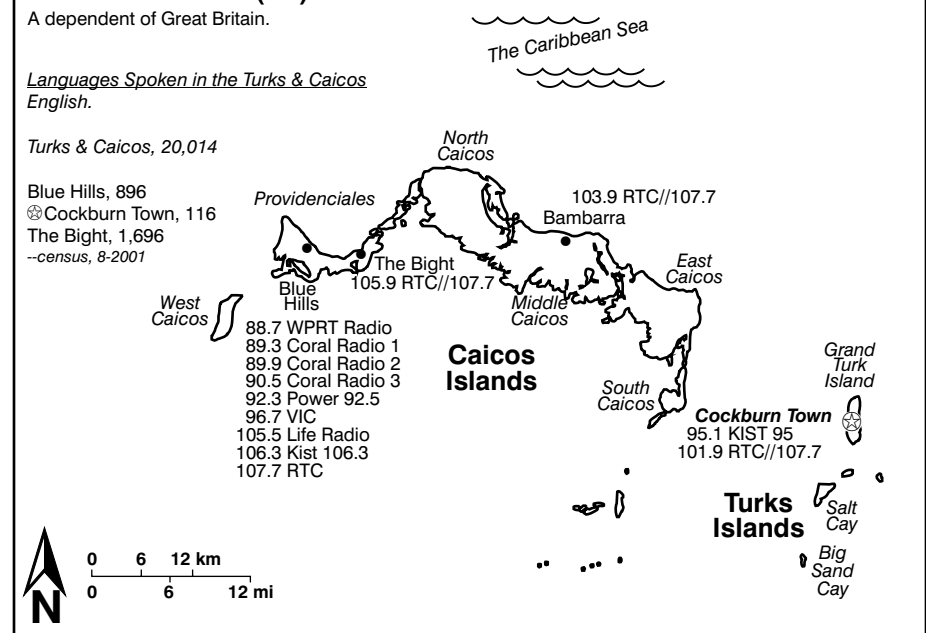 A dependent of Great Britain.
The Caribbean Sea
Languages Spoken in the Turks & Caicos
English.
Turks & Caicos, 20,014
Blue Hills, 896
Cockburn Town, 116
The Bight, 1,696
--census, 8-2001
North
Caicos
Providenciales
103.9 RTC//107.7
Bambarra
The Bight
105.9 RTC//107.7
East
Caicos
Blue
Hills
West
Caicos
Middle
Caicos
88.7 WPRT Radio
89.3 Coral Radio 1
89.9 Coral Radio 2
90.5 Coral Radio 3
92.3 Power 92.5
96.7 VIC
105.5 Life Radio
106.3 Kist 106.3
107.7 RTC
Caicos
Islands
South
Caicos
Grand
Turk
Island
Cockburn Town
95.1 KIST 95
101.9 RTC//107.7
Turks
Islands
Salt
Cay
Big
Sand
Cay
0 6 12 km
0 6 12 mi
N